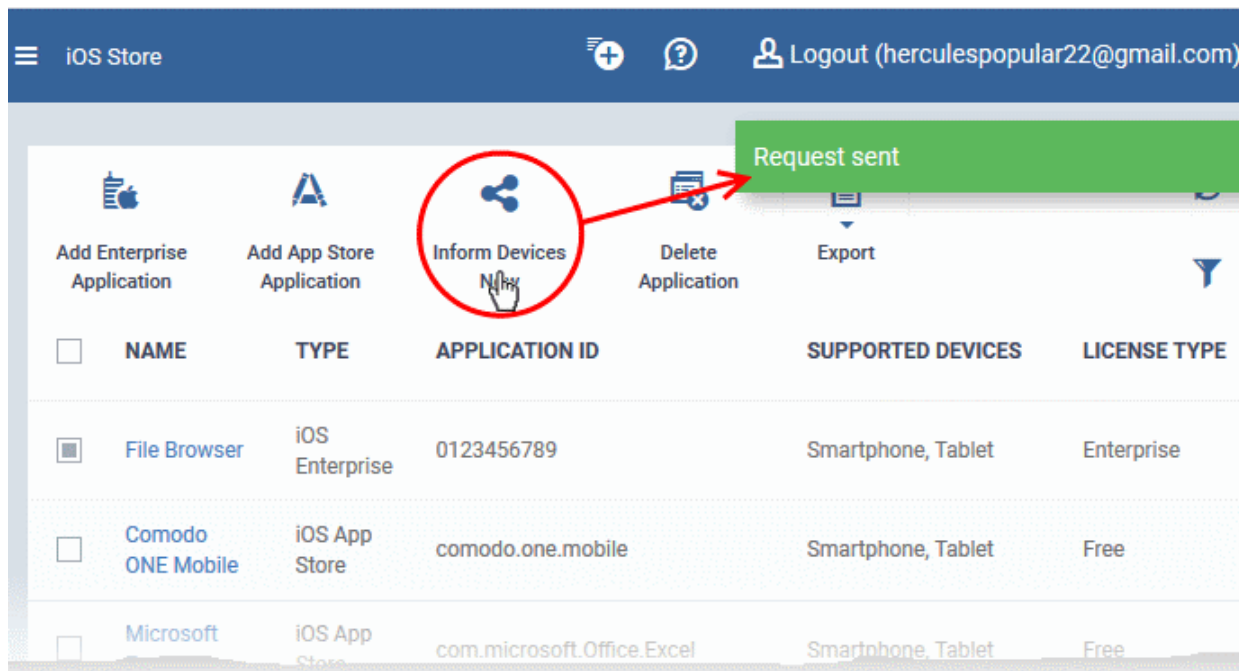 iOS Store
Logout (herculespopular22@gmail.com)
Request sent
Add Enterprise
Application
Add App Store
Application
Inform Devices
Now
Delete
Application
Export
NAME TYPE APPLICATION ID SUPPORTED DEVICES LICENSE TYPE
File Browser iOS Enterprise 0123456789 Smartphone, Tablet Enterprise
Comodo ONE Mobile iOS App Store comodo.one.mobile Smartphone, Tablet Free
Microsoft iOS App Store com.microsoft.Office.Excel Smartphone, Tablet Free